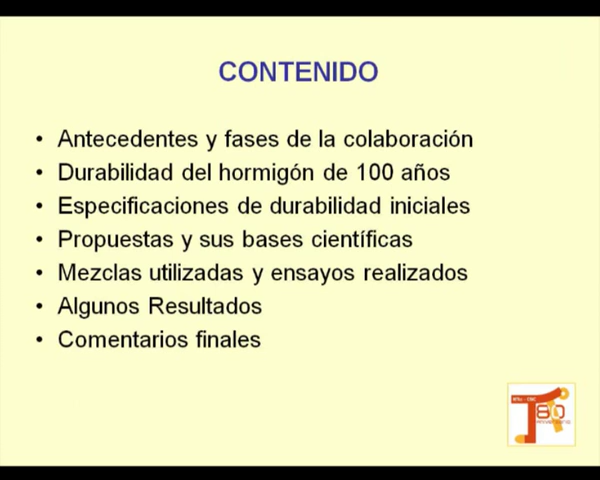 CONTENIDO
• Antecedentes y fases de la colaboración
• Durabilidad del hormigón de 100 años
• Especificaciones de durabilidad iniciales
• Propuestas y sus bases científicas
• Mezclas utilizadas y ensayos realizados
• Algunos Resultados
• Comentarios finales
80